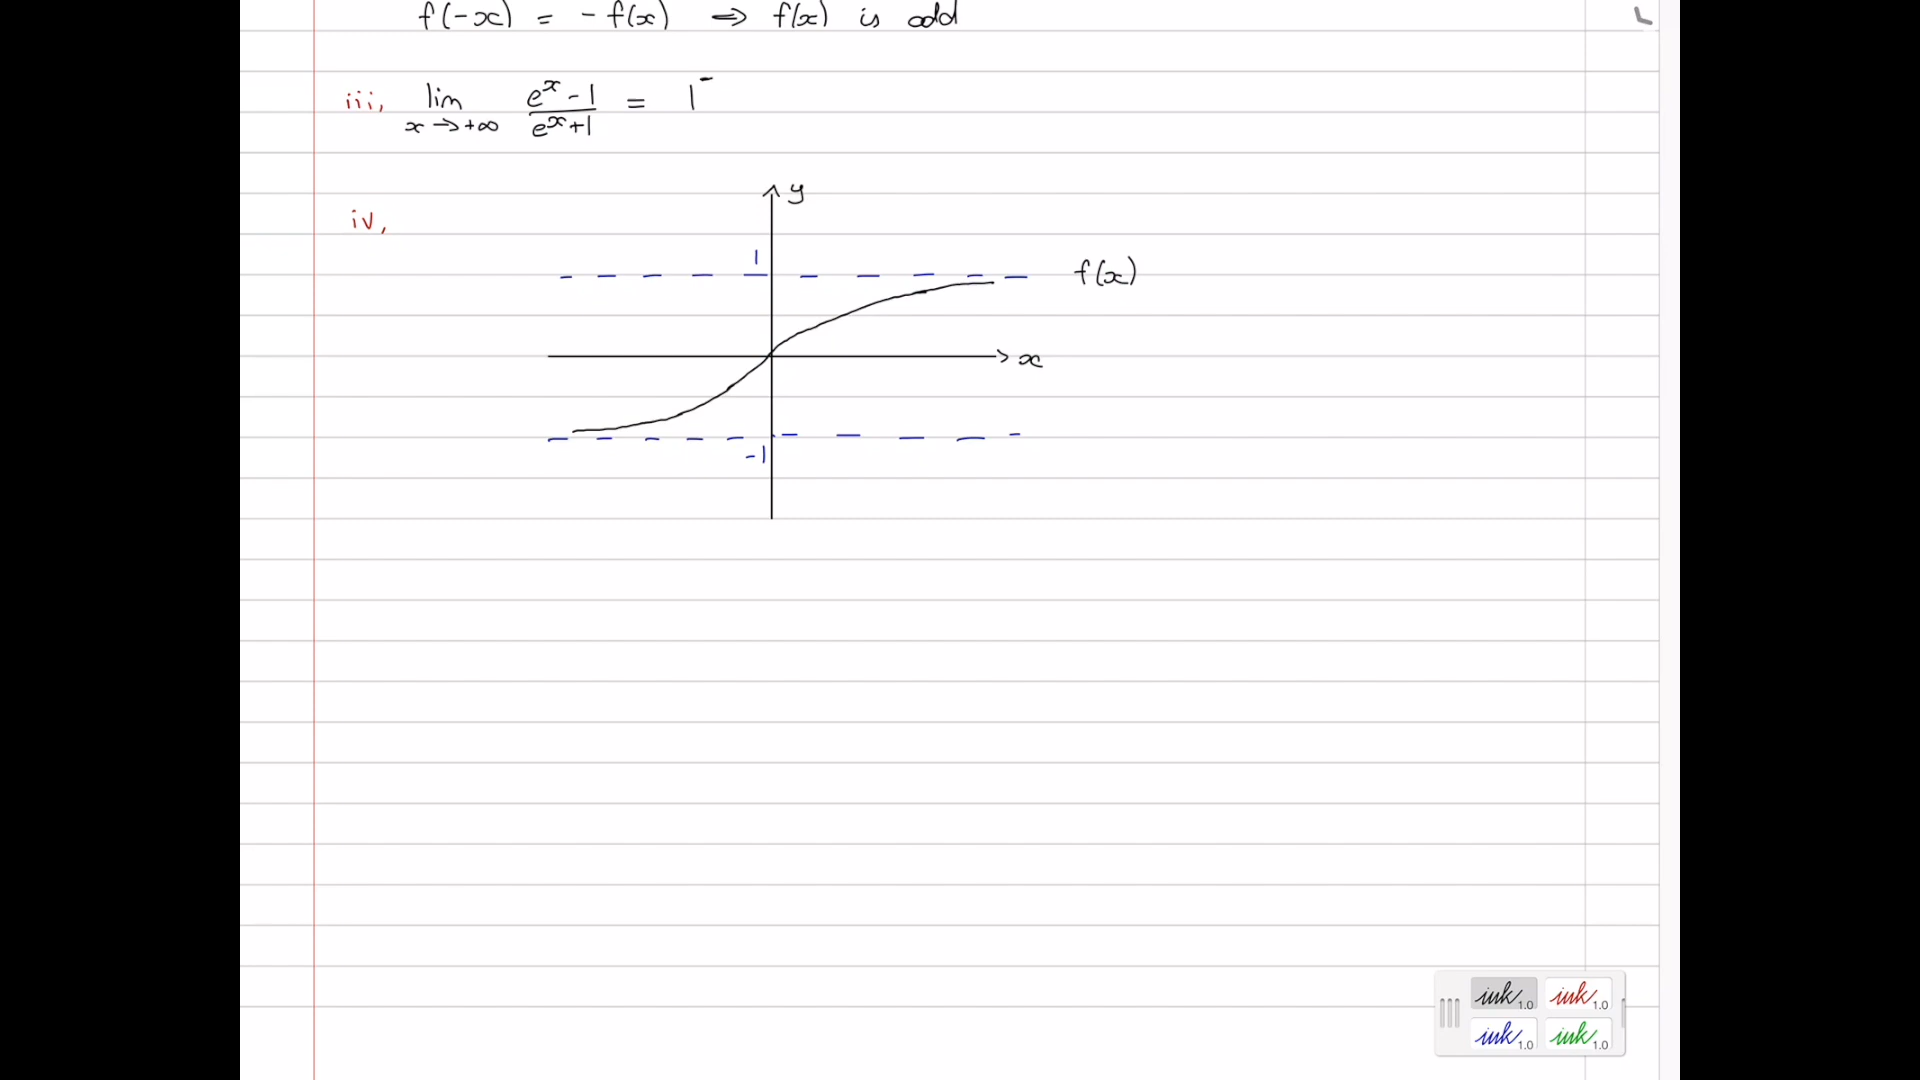 f(-x) = - f(x) ⇒ f(x) is odd
iii, lim x→+∞ (e^x - 1)/(e^x + 1) = 1⁻
iv,
y
1
f(x)
x
-1
ink 1.0 ink 1.0
ink 1.0 ink 1.0